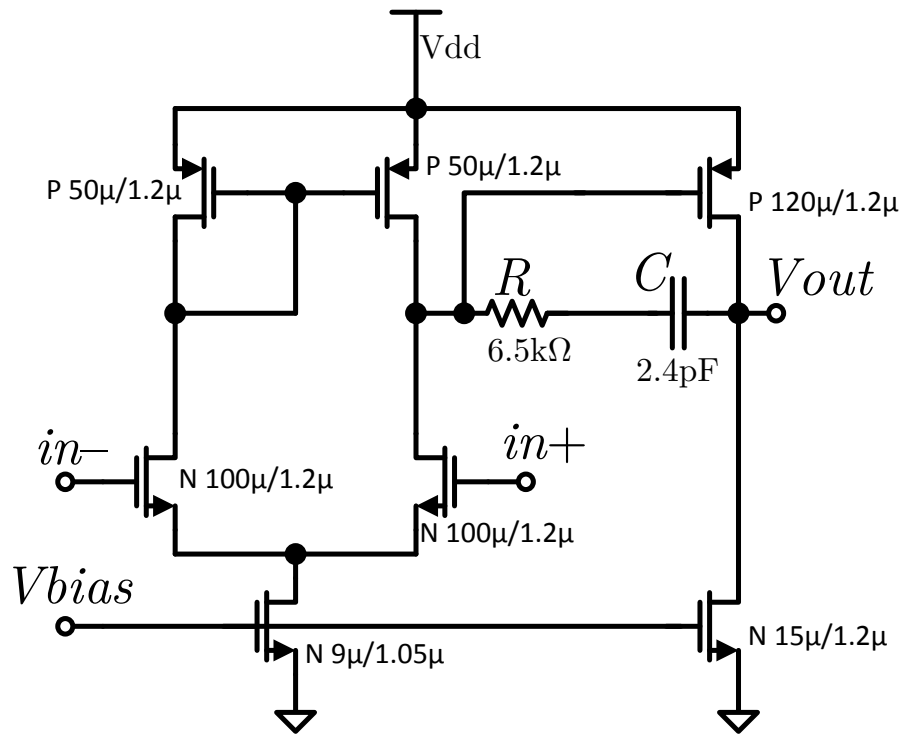 Vdd
P 50µ/1.2µ
P 50µ/1.2µ
P 120µ/1.2µ
R
C
Vout
6.5kΩ
2.4pF
in−
in+
N 100µ/1.2µ
N 100µ/1.2µ
Vbias
N 9µ/1.05µ
N 15µ/1.2µ